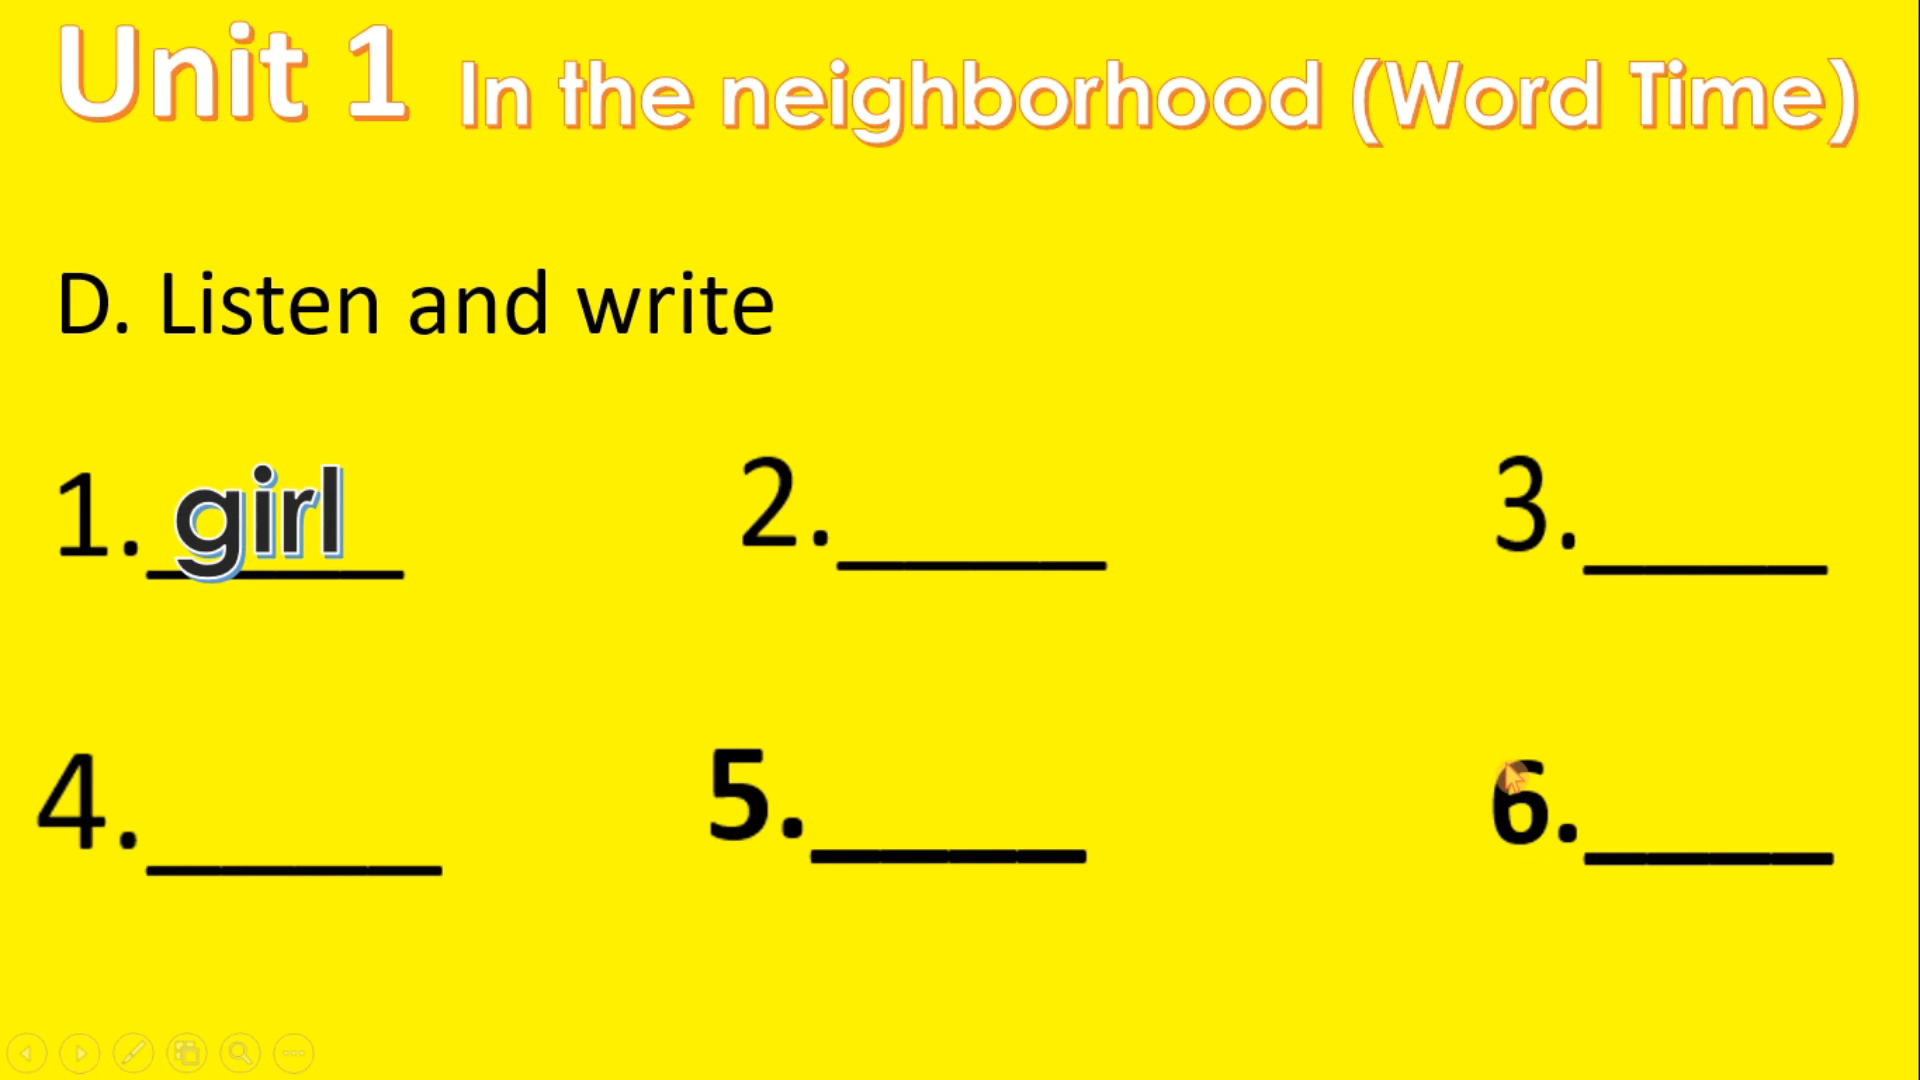 Unit 1 In the neighborhood (Word Time)
D. Listen and write
1. girl 2.____ 3.____
4.____ 5.____ 6.____